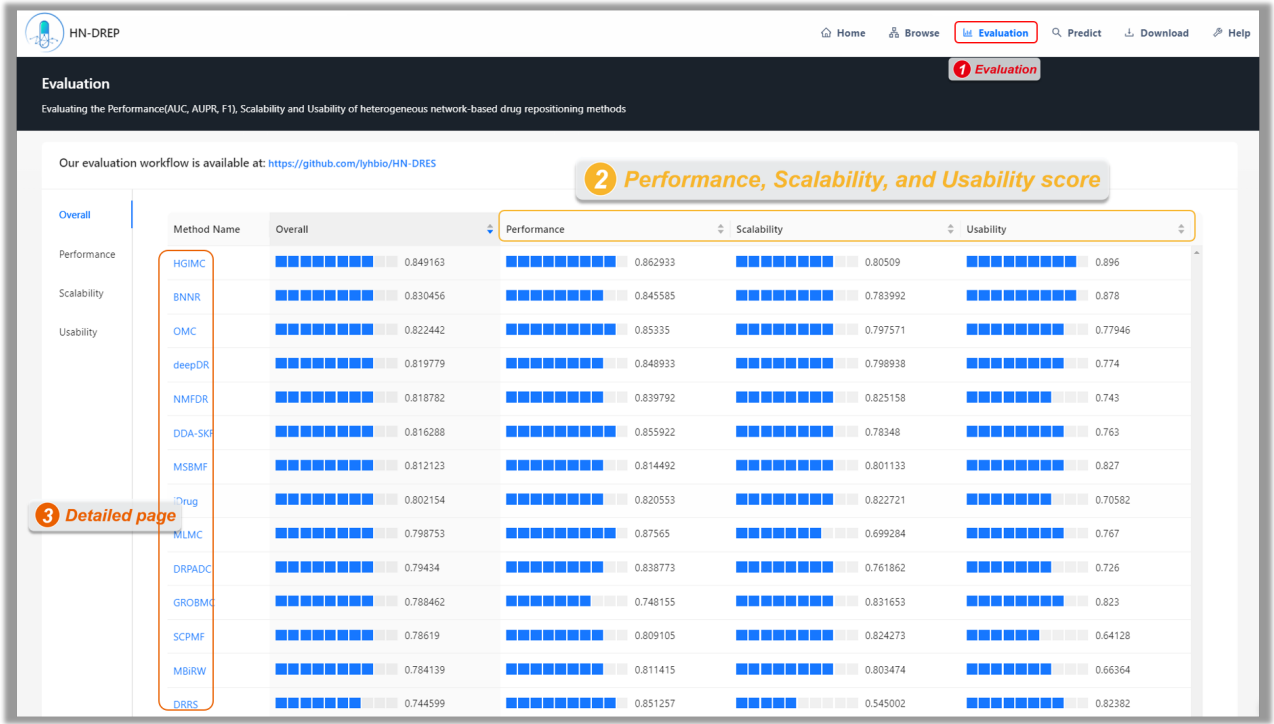 HN-DREP
Home Browse Evaluation Predict Download Help
1 Evaluation
Evaluation
Evaluating the Performance(AUC, AUPR, F1), Scalability and Usability of heterogeneous network-based drug repositioning methods
Our evaluation workflow is available at: https://github.com/lyhbio/HN-DRES
2 Performance, Scalability, and Usability score
Overall
Performance
Scalability
Usability
Method Name Overall Performance Scalability Usability
HGIMC 0.849163 0.862933 0.80509 0.896
BNNR 0.830456 0.845585 0.783992 0.878
OMC 0.822442 0.85335 0.797571 0.77946
deepDR 0.819779 0.848933 0.798938 0.774
NMFDR 0.818782 0.839792 0.825158 0.743
DDA-SKF 0.816288 0.855922 0.78348 0.763
MSBMF 0.812123 0.814492 0.801133 0.827
iDrug 0.802154 0.820553 0.822721 0.70582
3 Detailed page
MLMC 0.798753 0.87565 0.699284 0.767
DRPADC 0.79434 0.838773 0.761862 0.726
GROBMC 0.788462 0.748155 0.831653 0.823
SCPMF 0.78619 0.809105 0.824273 0.64128
MBiRW 0.784139 0.811415 0.803474 0.66364
DRRS 0.744599 0.851257 0.545002 0.82382